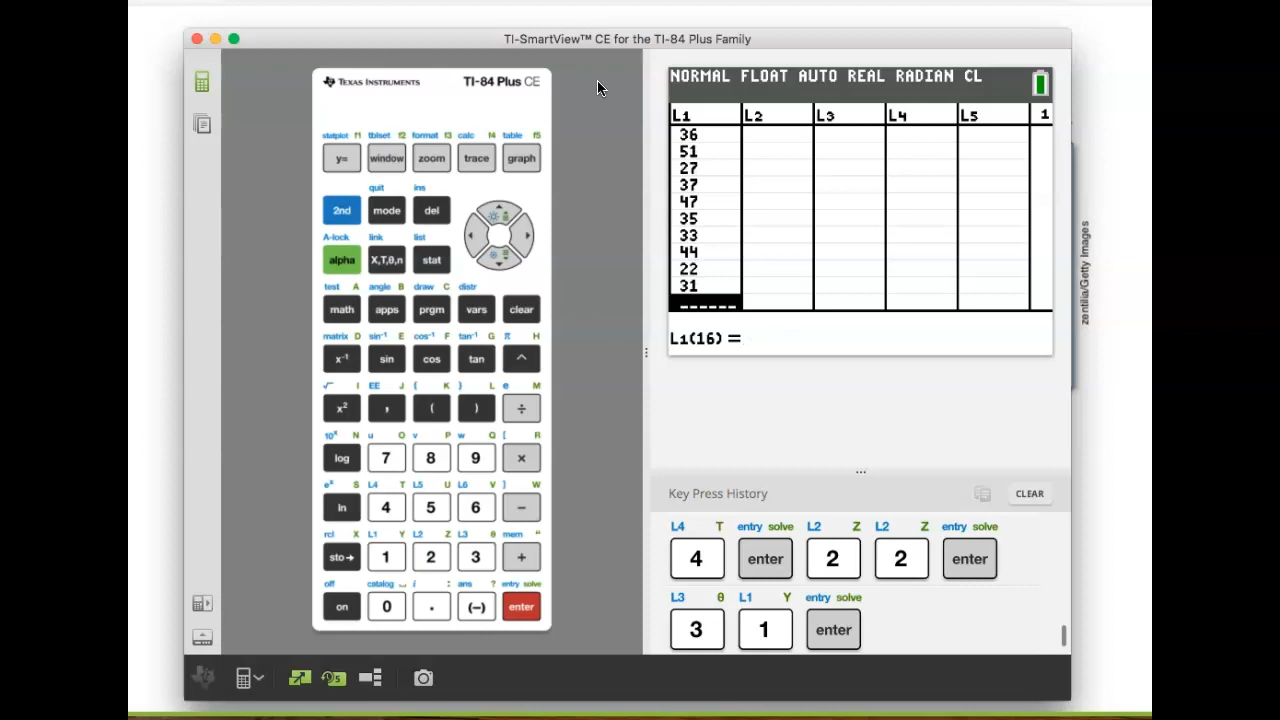 TI-SmartView™ CE for the TI-84 Plus Family
TEXAS INSTRUMENTS TI-84 Plus CE
statplot f1 tblset f2 format f3 calc f4 table f5
y= window zoom trace graph
quit ins
2nd mode del
A-lock link list
alpha X,T,θ,n stat
test A angle B draw C distr
math apps prgm vars clear
matrix D sin⁻¹ E cos⁻¹ F tan⁻¹ G π H
x⁻¹ sin cos tan ^
√ I EE J { K } L e M
x² , ( ) ÷
10ˣ N u O v P w Q [ R
log 7 8 9 ×
eˣ S L4 T L5 U L6 V ] W
ln 4 5 6 −
rcl X L1 Y L2 Z L3 θ mem "
sto→ 1 2 3 +
off catalog ⎵ i : ans ? entry solve
on 0 . (−) enter
NORMAL FLOAT AUTO REAL RADIAN CL
L1 L2 L3 L4 L5 1
36
51
27
37
47
35
33
44
22
31
------
L1(16) =
Key Press History
CLEAR
L4 T entry solve L2 Z L2 Z entry solve
4 enter 2 2 enter
L3 θ L1 Y entry solve
3 1 enter
5
zentilia/Getty Images